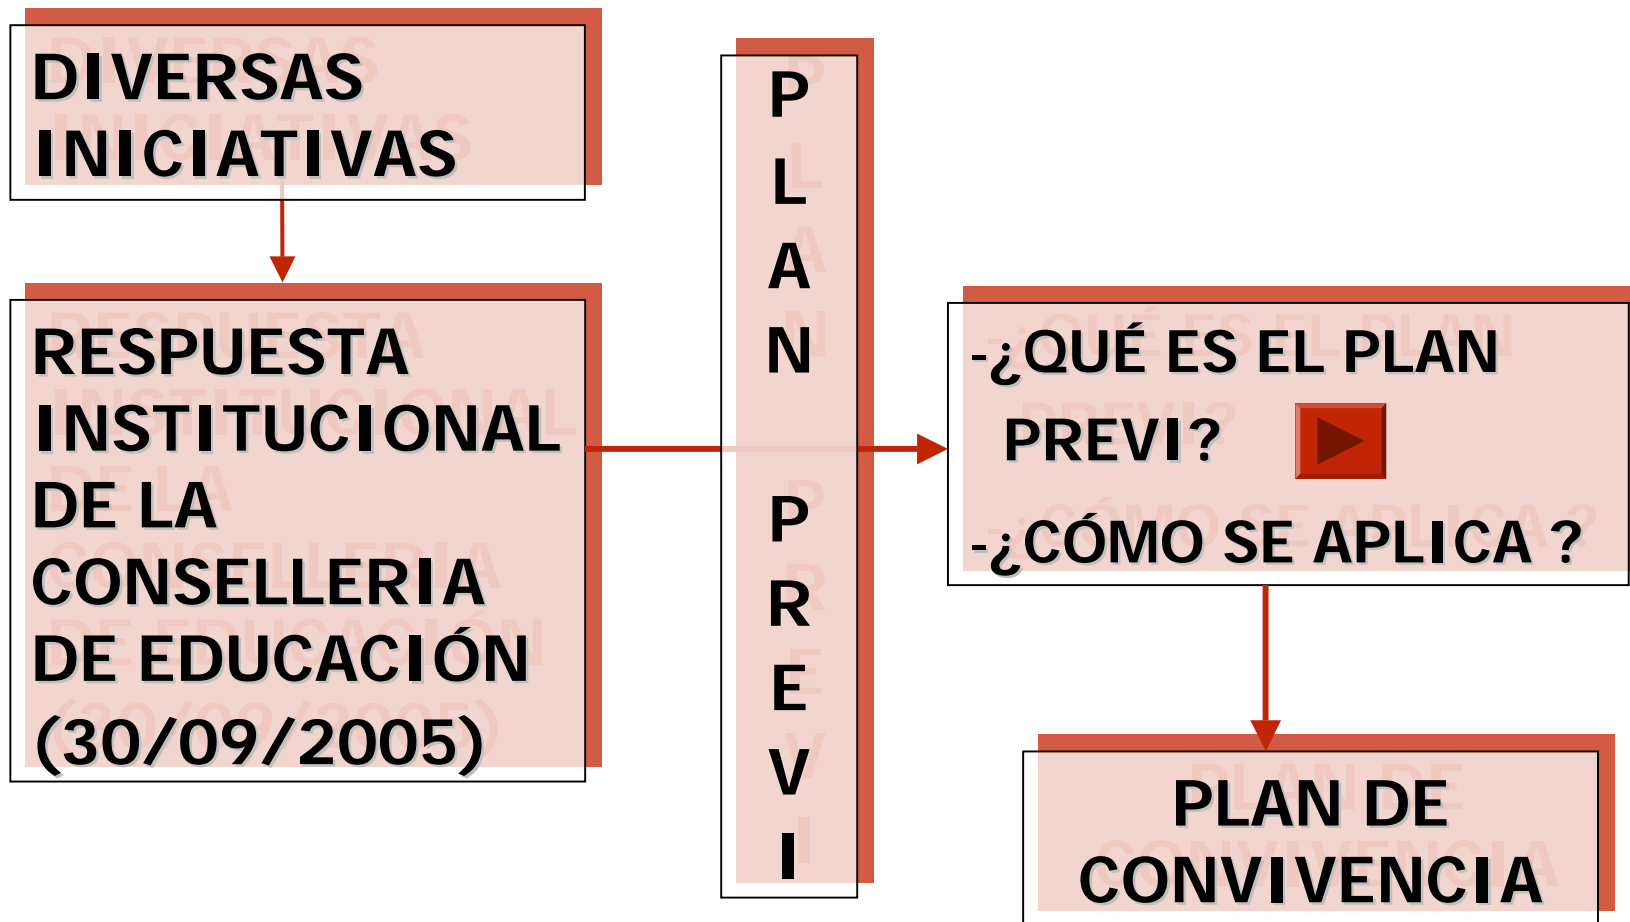 DIVERSAS
INICIATIVAS
RESPUESTA
INSTITUCIONAL
DE LA
CONSELLERIA
DE EDUCACIÓN
(30/09/2005)
P
L
A
N
P
R
E
V
I
-¿QUÉ ES EL PLAN
PREVI?
-¿CÓMO SE APLICA ?
PLAN DE
CONVIVENCIA